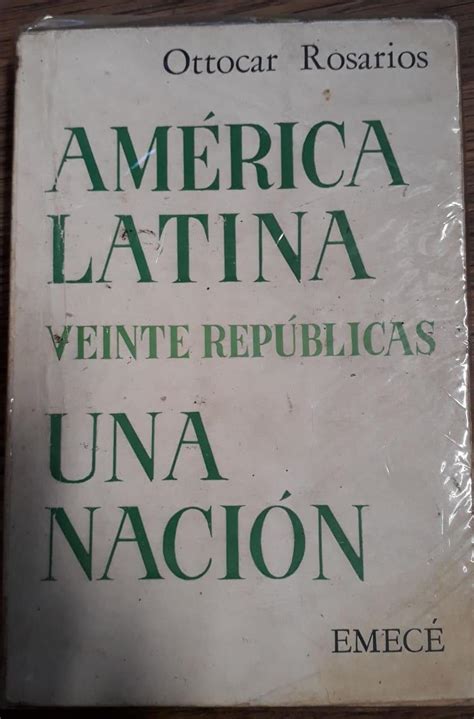 Ottocar Rosarios
AMÉRICA
LATINA
VEINTE REPÚBLICAS
UNA
NACIÓN
EMECÉ